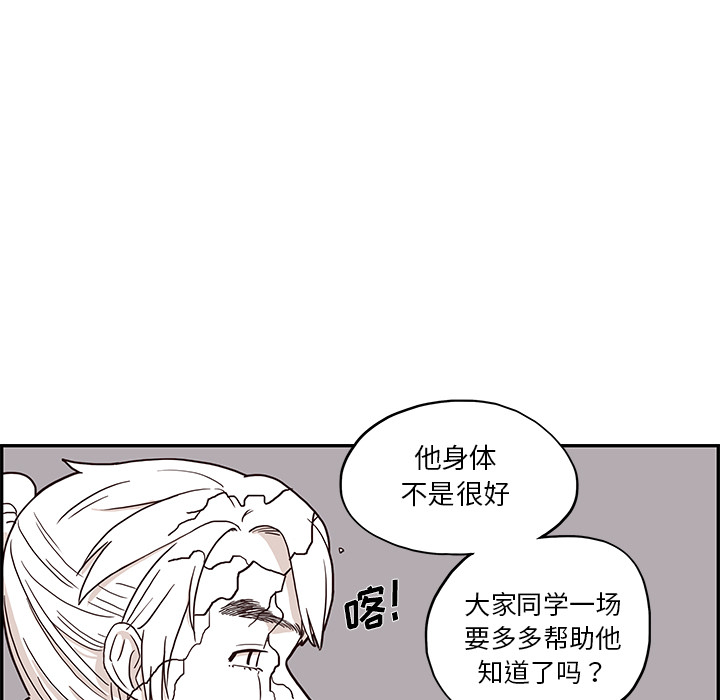 他身体
不是很好
喀!
大家同学一场
要多多帮助他
知道了吗?